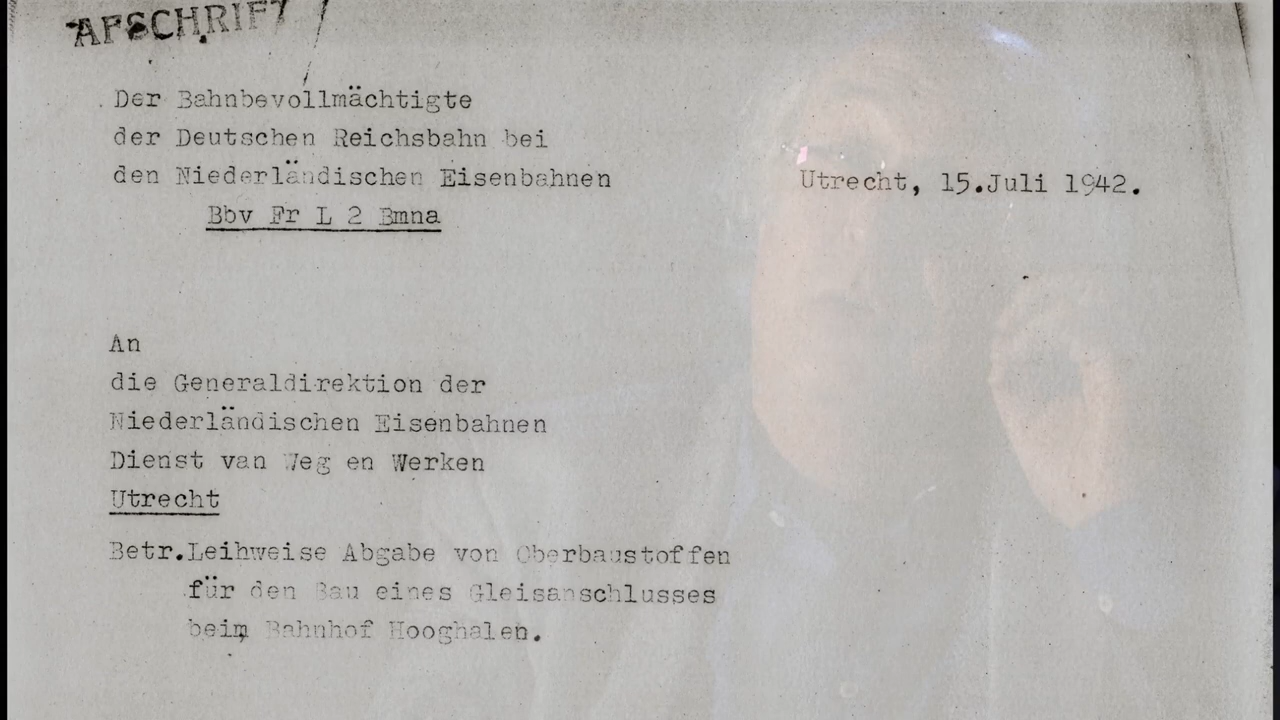 AFSCHRIFT
Der Bahnbevollmächtigte
der Deutschen Reichsbahn bei
den Niederländischen Eisenbahnen
Utrecht, 15.Juli 1942.
Bbv Fr L 2 Bmna
An
die Generaldirektion der
Niederländischen Eisenbahnen
Dienst van Weg en Werken
Utrecht
Betr.Leihweise Abgabe von Oberbaustoffen
für den Bau eines Gleisanschlusses
beim Bahnhof Hooghalen.